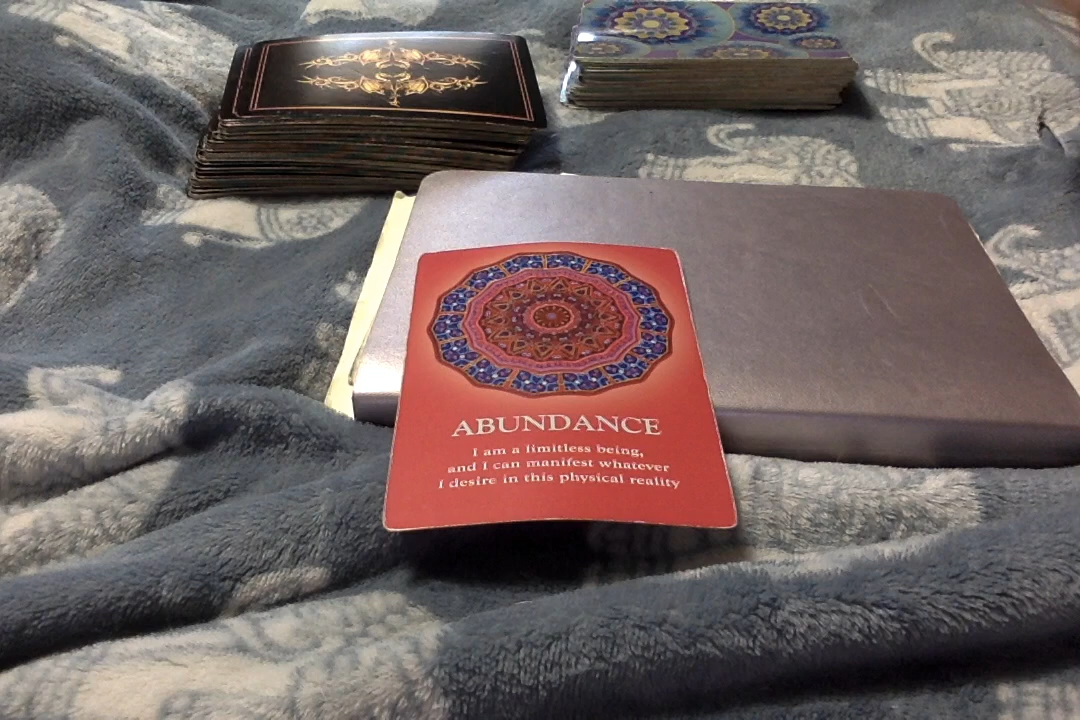 ABUNDANCE
I am a limitless being,
and I can manifest whatever
I desire in this physical reality